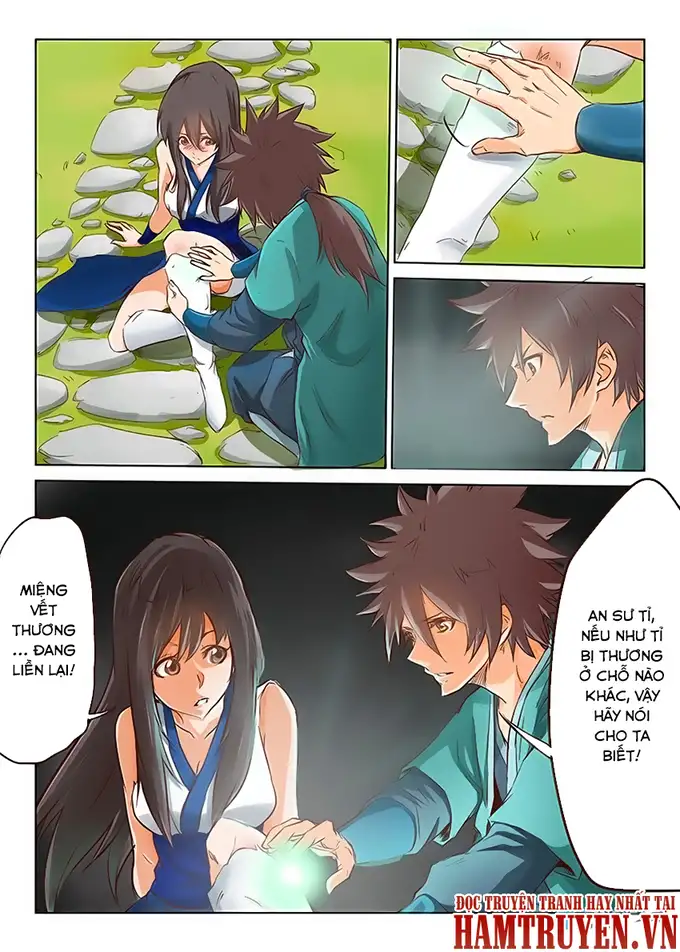 MIỆNG
VẾT
THƯƠNG
... ĐANG
LIỀN LẠI!
AN SƯ TỈ,
NẾU NHƯ TỈ
BỊ THƯƠNG
Ở CHỖ NÀO
KHÁC, VẬY
HÃY NÓI
CHO TA
BIẾT!
ĐỌC TRUYỆN TRANH HAY NHẤT TẠI
HAMTRUYEN.VN